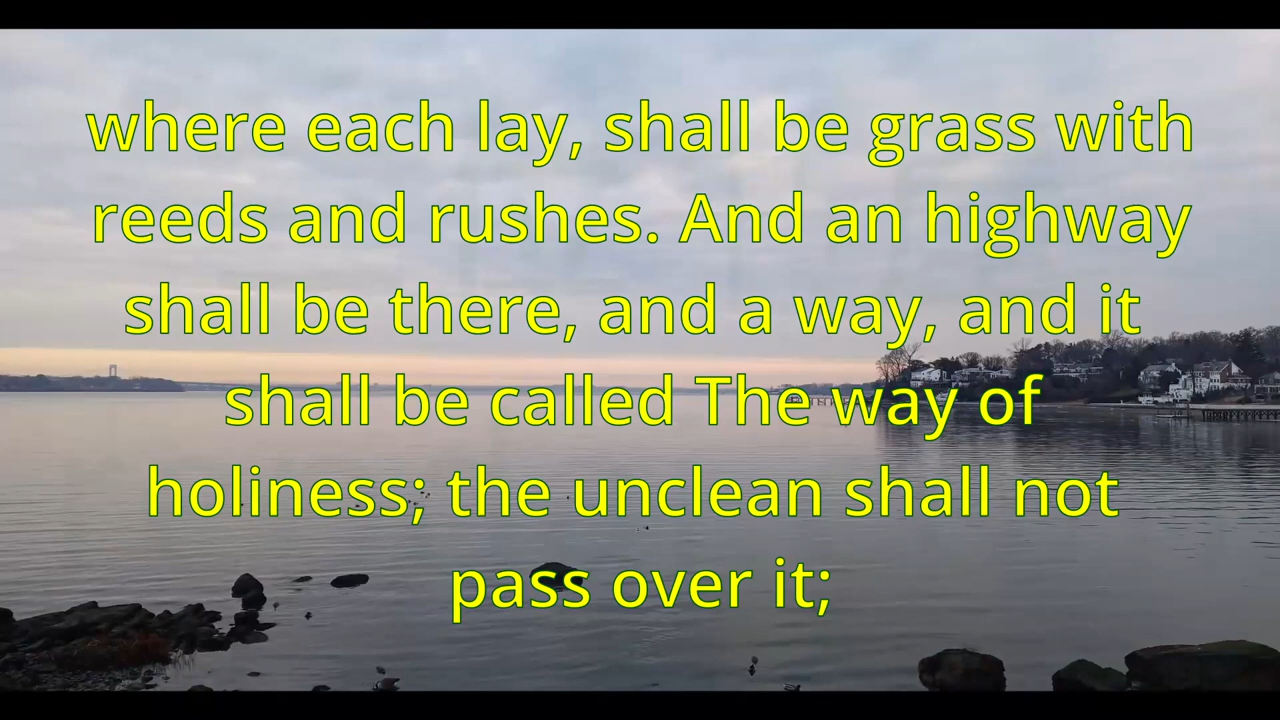 where each lay, shall be grass with
reeds and rushes. And an highway
shall be there, and a way, and it
shall be called The way of
holiness; the unclean shall not
pass over it;